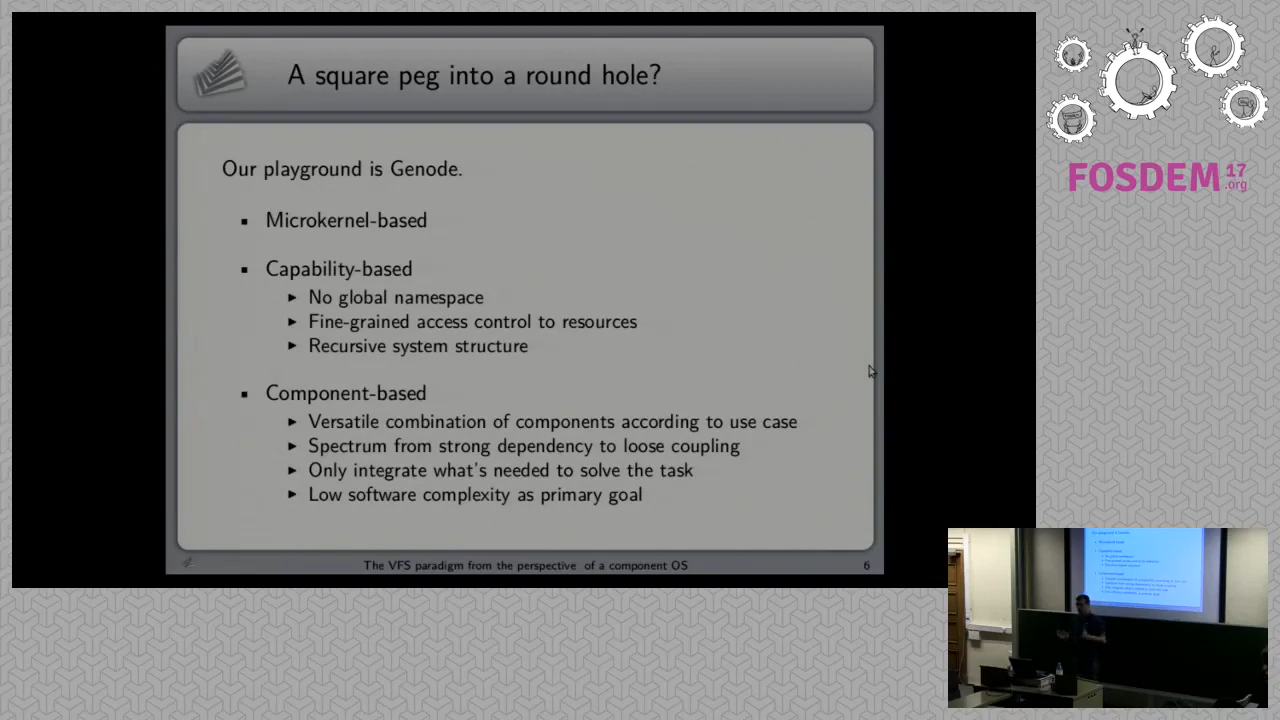 A square peg into a round hole?
Our playground is Genode.
▪ Microkernel-based
▪ Capability-based
▶ No global namespace
▶ Fine-grained access control to resources
▶ Recursive system structure
▪ Component-based
▶ Versatile combination of components according to use case
▶ Spectrum from strong dependency to loose coupling
▶ Only integrate what's needed to solve the task
▶ Low software complexity as primary goal
The VFS paradigm from the perspective of a component OS
6
FOSDEM 17
.org